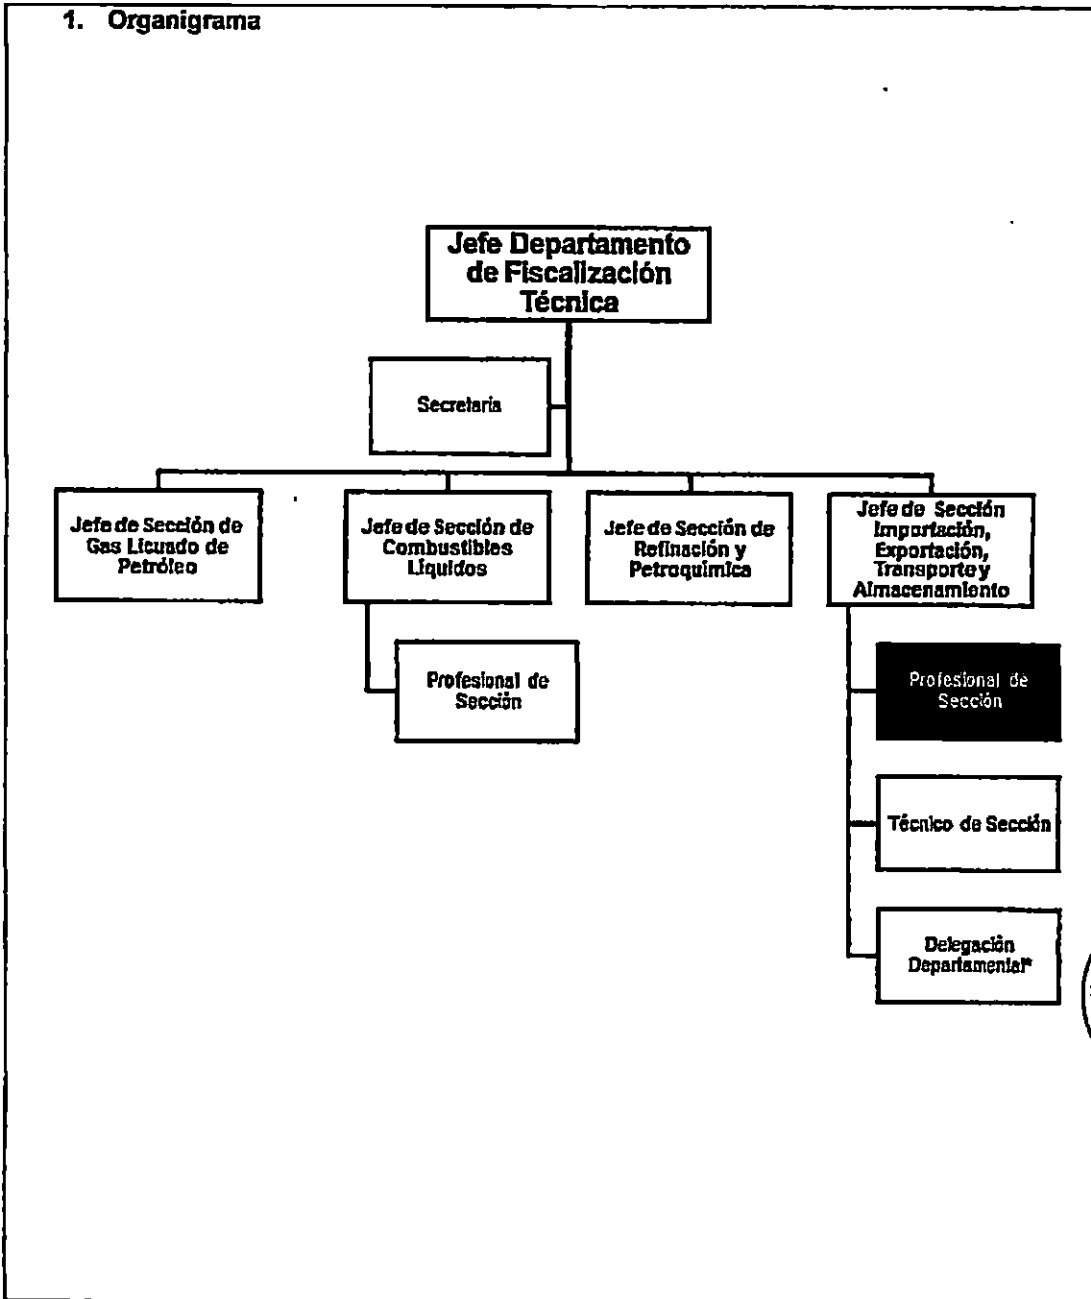 1. Organigrama
Jefe Departamento
de Fiscalización
Técnica
Secretaria
Jefe de Sección de
Gas Licuado de
Petróleo
Jefe de Sección de
Combustibles
Líquidos
Jefe de Sección de
Refinación y
Petroquímica
Jefe de Sección
Importación,
Exportación,
Transporte y
Almacenamiento
Profesional de
Sección
Profesional de
Sección
Técnico de Sección
Delegación
Departamental*